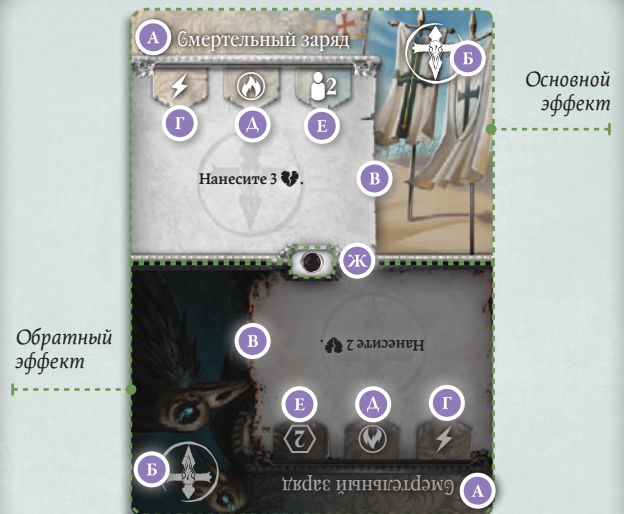 А Смертельный заряд
Б
Основной
эффект
2
Г Д Е
Нанесите 3.
В
Ж
Обратный
эффект
В
Нанесите 2.
Е Д Г
2
Б
Смертельный заряд А